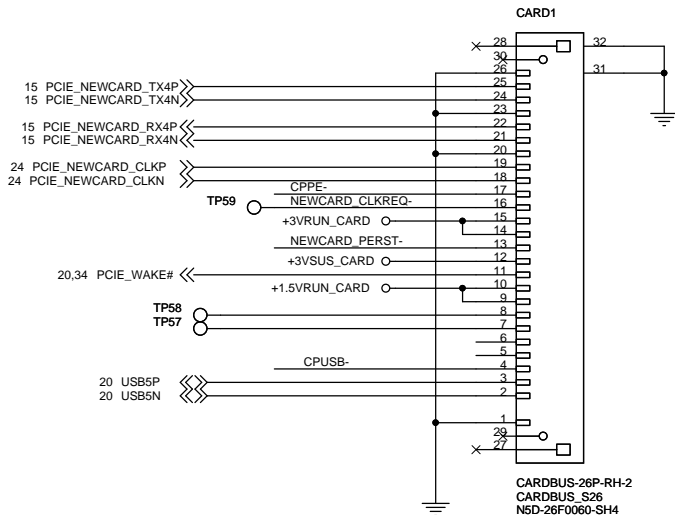 CARD1
28
32
30
26
31
15 PCIE_NEWCARD_TX4P
25
15 PCIE_NEWCARD_TX4N
24
23
15 PCIE_NEWCARD_RX4P
22
15 PCIE_NEWCARD_RX4N
21
20
24 PCIE_NEWCARD_CLKP
19
24 PCIE_NEWCARD_CLKN
18
CPPE-
17
TP59
NEWCARD_CLKREQ-
16
+3VRUN_CARD
15
14
NEWCARD_PERST-
13
+3VSUS_CARD
12
20,34 PCIE_WAKE#
11
+1.5VRUN_CARD
10
9
TP58
8
TP57
7
6
5
CPUSB-
4
20 USB5P
3
20 USB5N
2
1
29
27
CARDBUS-26P-RH-2
CARDBUS_S26
N5D-26F0060-SH4